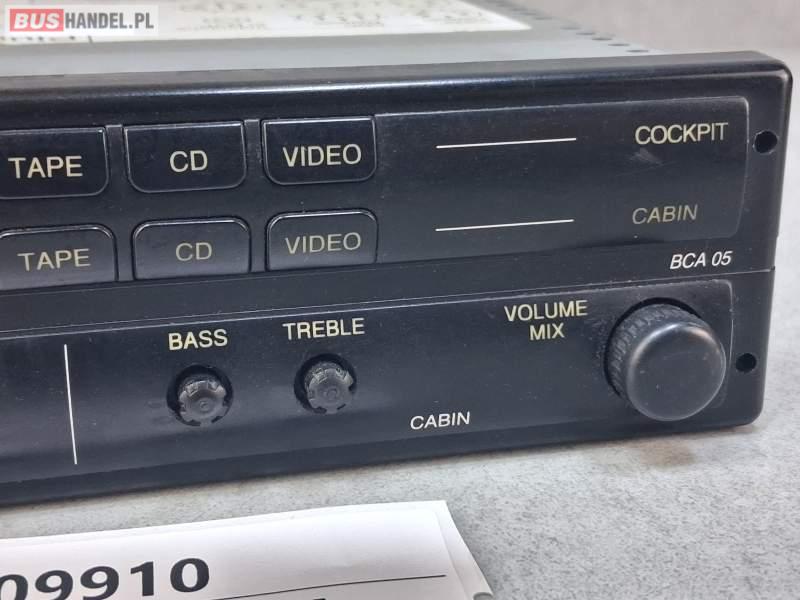 BUSHANDEL.PL
TAPE CD VIDEO COCKPIT
TAPE CD VIDEO CABIN
BCA 05
BASS TREBLE VOLUME
MIX
CABIN
09910